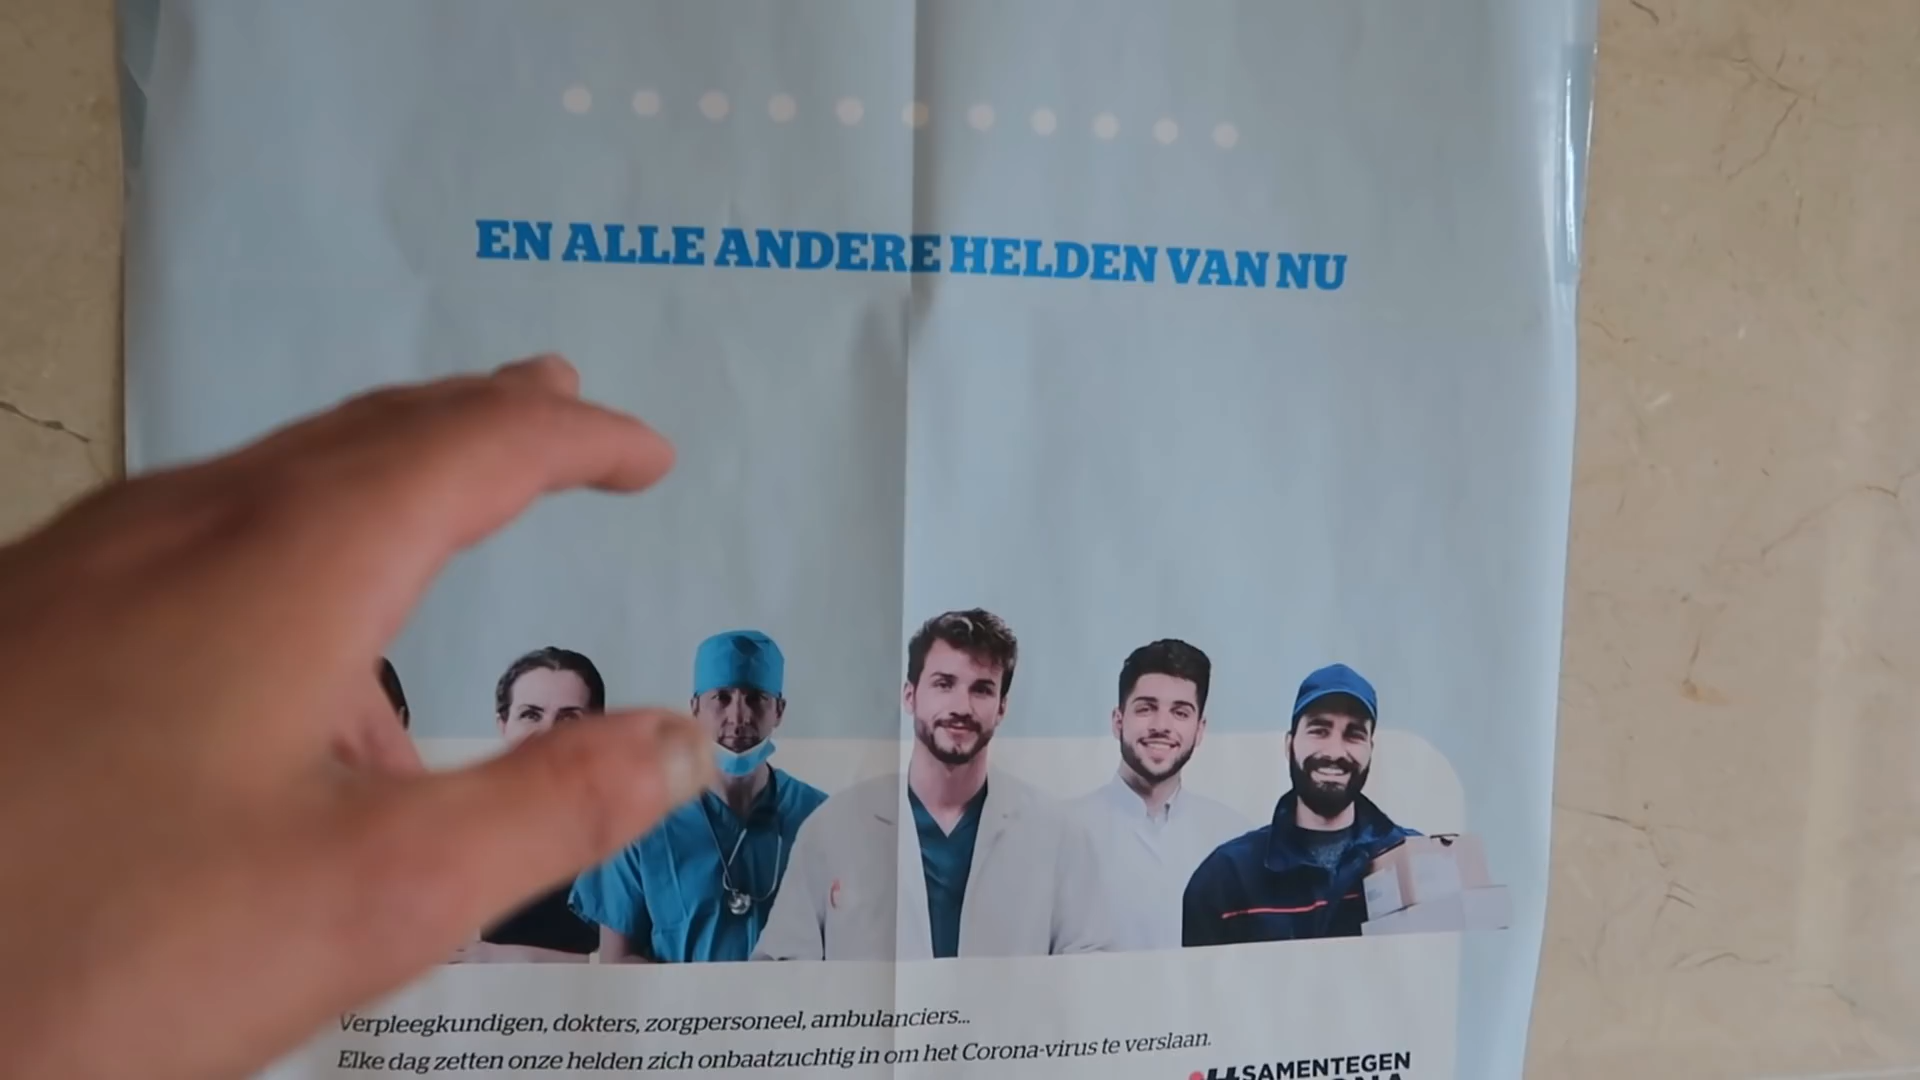 EN ALLE ANDERE HELDEN VAN NU
Verpleegkundigen, dokters, zorgpersoneel, ambulanciers...
Elke dag zetten onze helden zich onbaatzuchtig in om het Corona-virus te verslaan.
#SAMENTEGEN